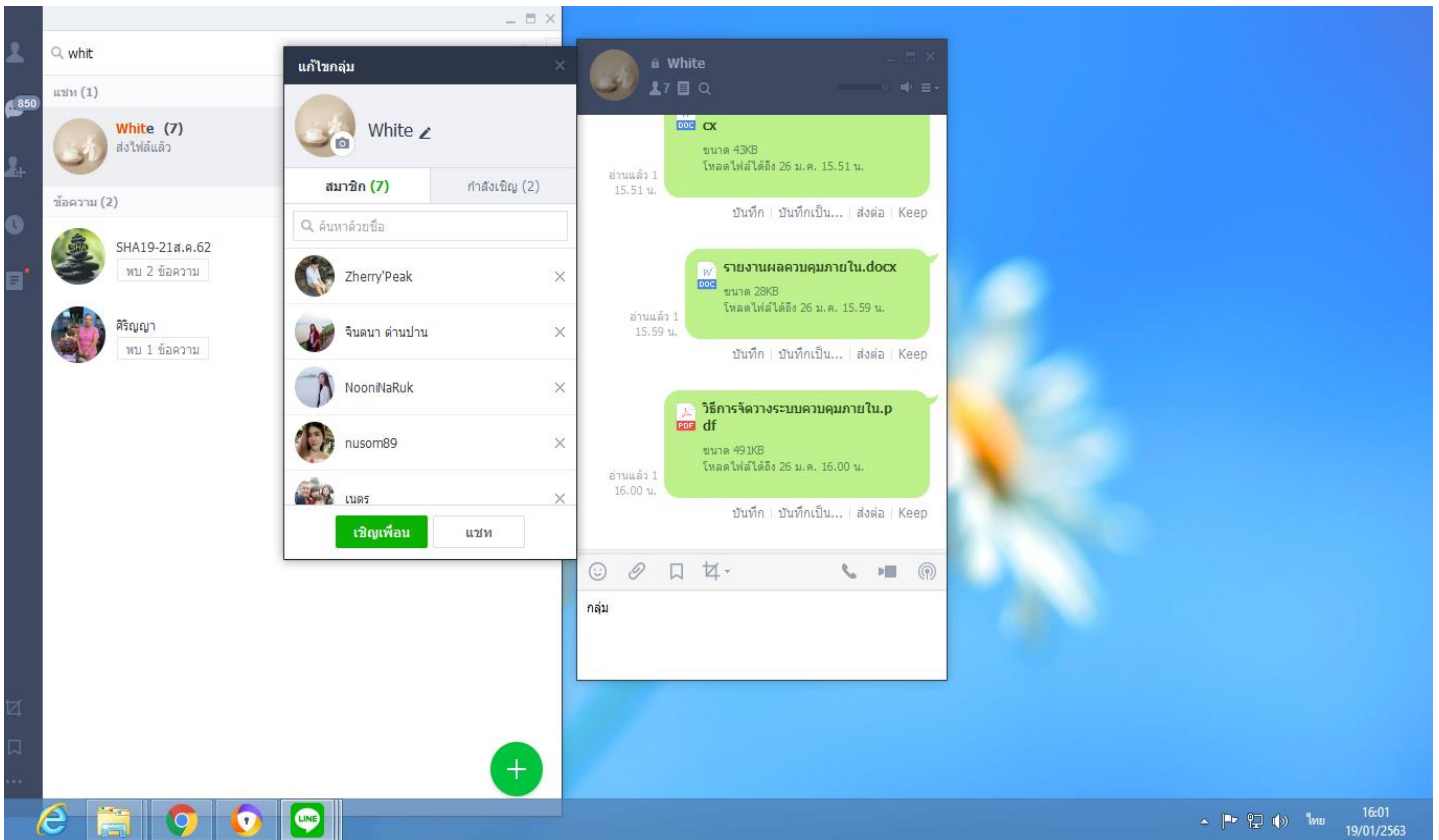 whit
แชท (1)
850
White (7)
ส่งไฟล์แล้ว
ข้อความ (2)
SHA19-21ส.ค.62
พบ 2 ข้อความ
ศิริญญา
พบ 1 ข้อความ
แก้ไขกลุ่ม
White
สมาชิก (7)
กำลังเชิญ (2)
ค้นหาด้วยชื่อ
Zherry'Peak
จินตนา ด่านปาน
NooniNaRuk
nusom89
เนตร
เชิญเพื่อน
แชท
White
7
DOC
cx
ขนาด 43KB
โหลดไฟล์ได้ถึง 26 ม.ค. 15.51 น.
อ่านแล้ว 1
15.51 น.
บันทึก | บันทึกเป็น... | ส่งต่อ | Keep
W
DOC
รายงานผลควบคุมภายใน.docx
ขนาด 28KB
โหลดไฟล์ได้ถึง 26 ม.ค. 15.59 น.
อ่านแล้ว 1
15.59 น.
บันทึก | บันทึกเป็น... | ส่งต่อ | Keep
PDF
วิธีการจัดวางระบบควบคุมภายใน.p
df
ขนาด 491KB
โหลดไฟล์ได้ถึง 26 ม.ค. 16.00 น.
อ่านแล้ว 1
16.00 น.
บันทึก | บันทึกเป็น... | ส่งต่อ | Keep
กลุ่ม
LINE
ไทย
16:01
19/01/2563